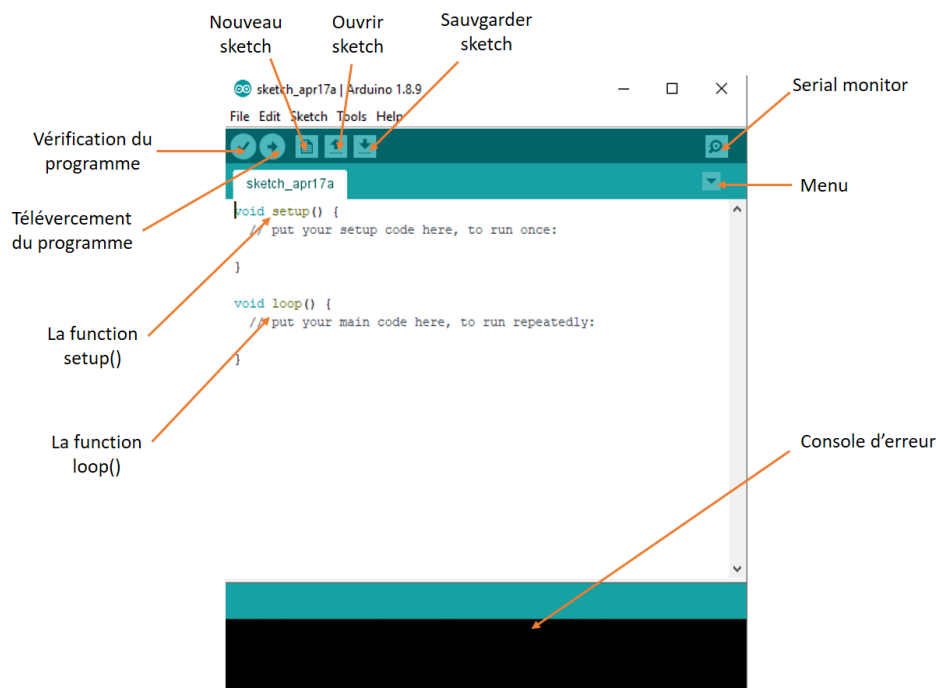 Nouveau
sketch
Ouvrir
sketch
Sauvgarder
sketch
sketch_apr17a | Arduino 1.8.9
Serial monitor
File Edit Sketch Tools Help
Vérification du
programme
sketch_apr17a
Menu
Télévercement
du programme
void setup() {
// put your setup code here, to run once:
}
void loop() {
// put your main code here, to run repeatedly:
}
La function
setup()
La function
loop()
Console d'erreur